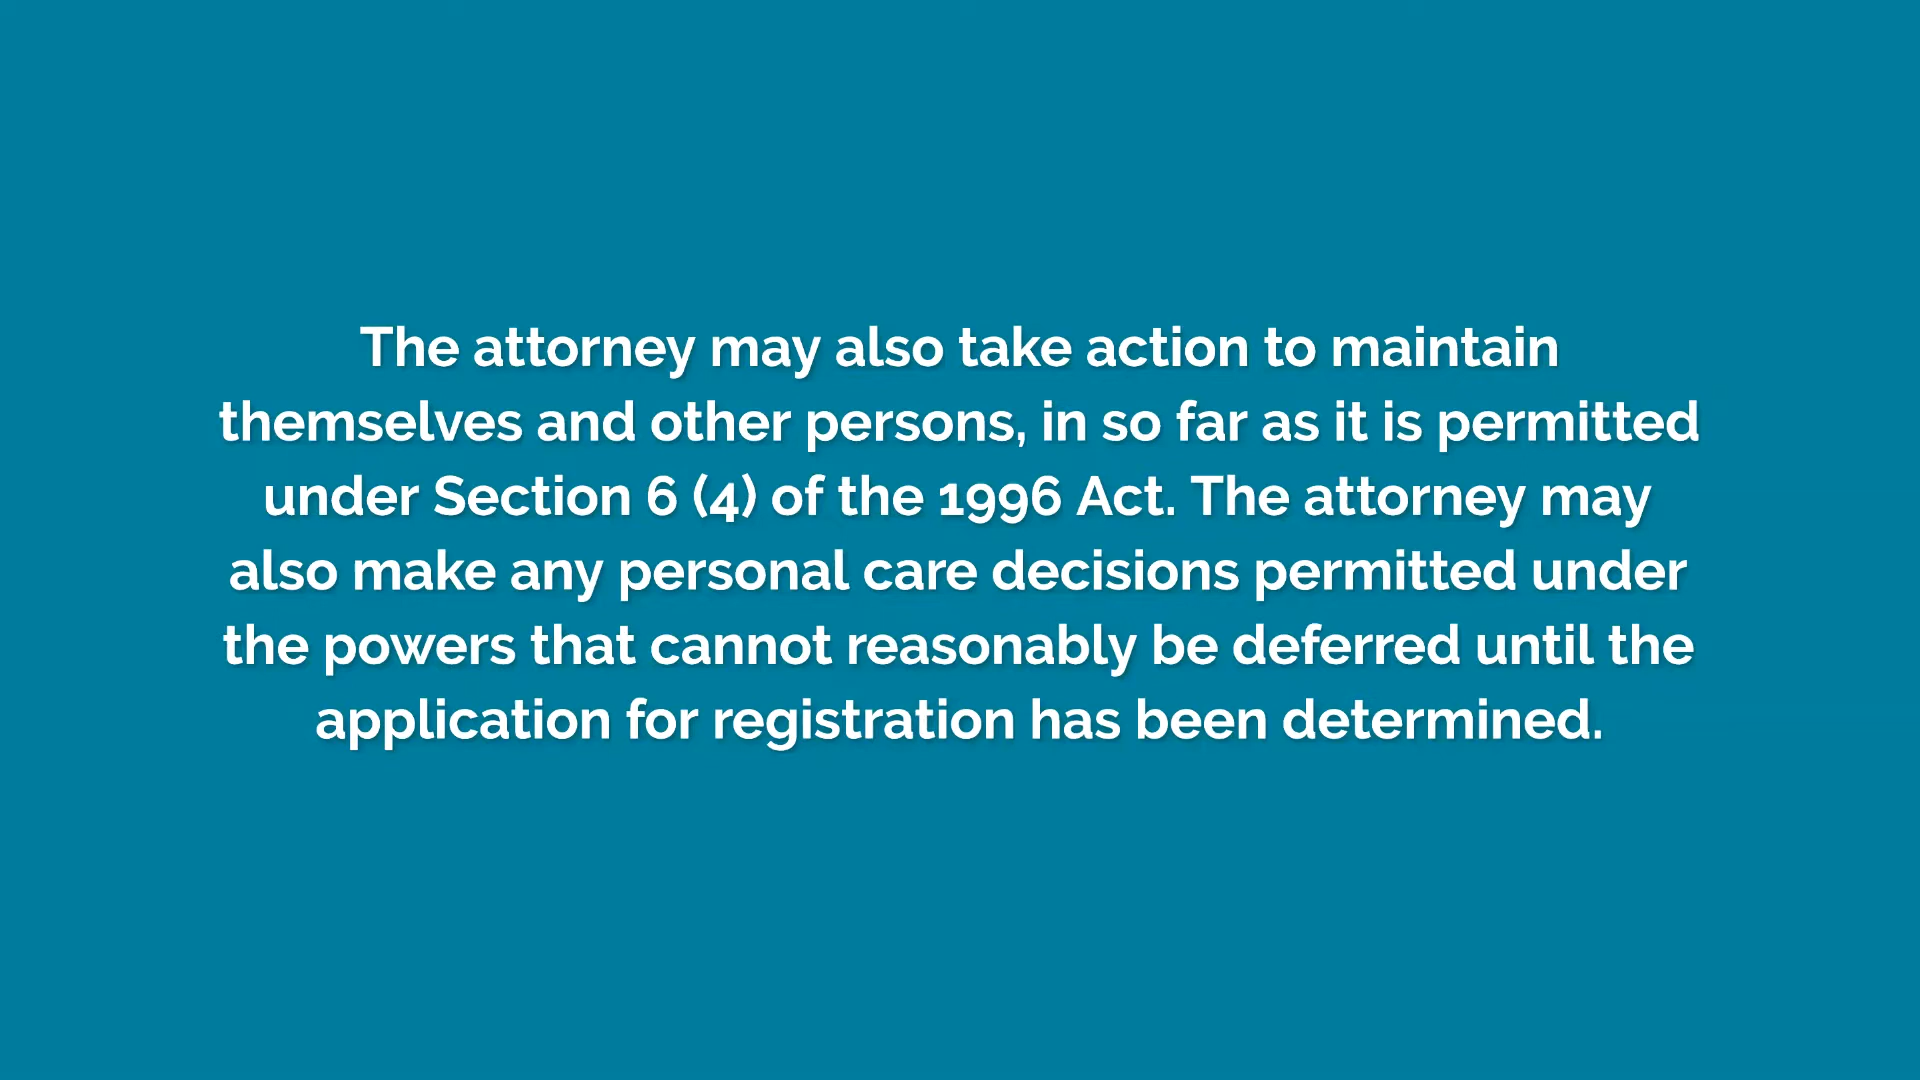 The attorney may also take action to maintain
themselves and other persons, in so far as it is permitted
under Section 6 (4) of the 1996 Act. The attorney may
also make any personal care decisions permitted under
the powers that cannot reasonably be deferred until the
application for registration has been determined.